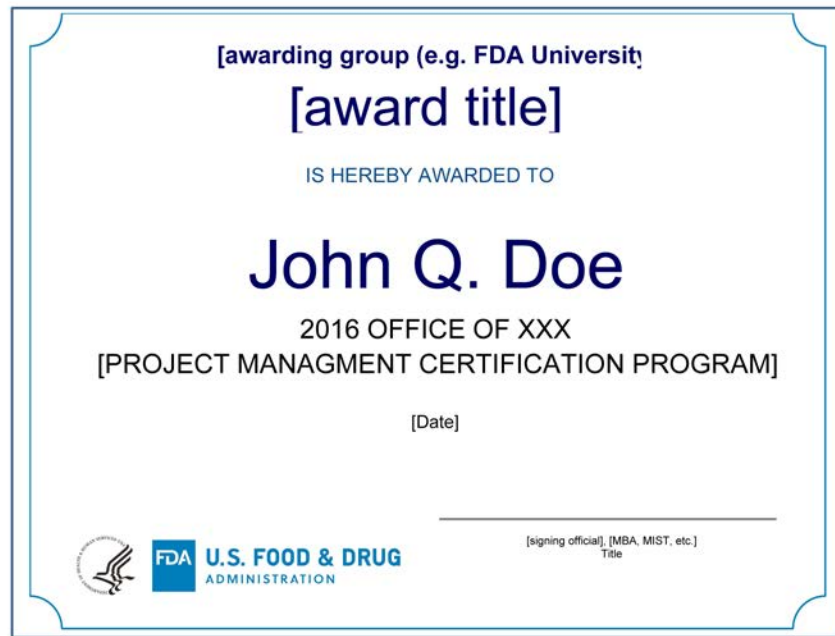 [awarding group (e.g. FDA University
[award title]
IS HEREBY AWARDED TO
John Q. Doe
2016 OFFICE OF XXX
[PROJECT MANAGMENT CERTIFICATION PROGRAM]
[Date]
[signing official], [MBA, MIST, etc.]
Title
FDA U.S. FOOD & DRUG
ADMINISTRATION